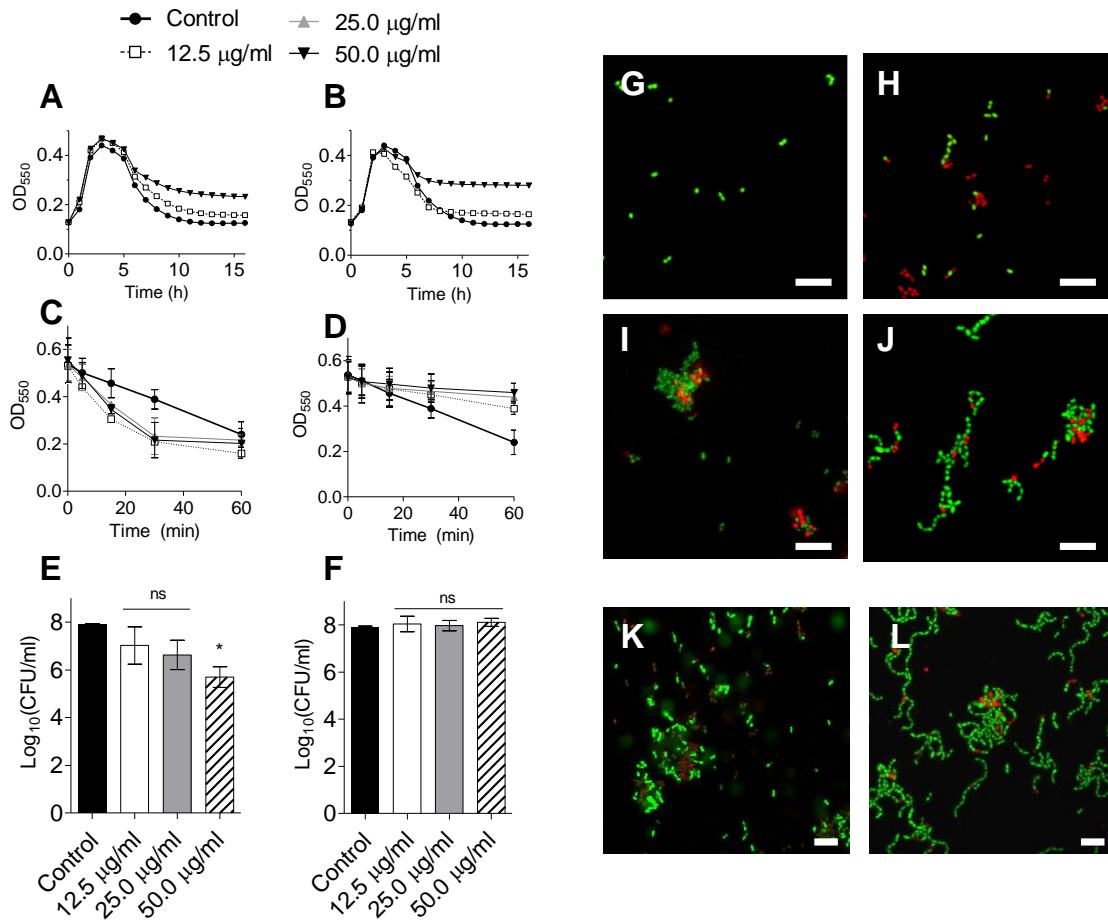 Control
25.0 µg/ml
12.5 µg/ml
50.0 µg/ml
A
B
0.4
0.2
0.0
OD550
0
5
10
15
Time (h)
0.4
0.2
0.0
OD550
0
5
10
15
Time (h)
C
D
0.6
0.4
0.2
0.0
OD550
0
20
40
60
Time (min)
0.6
0.4
0.2
0.0
OD550
0
20
40
60
Time (min)
E
F
ns
*
10
8
6
4
2
0
Log10(CFU/ml)
Control
12.5 µg/ml
25.0 µg/ml
50.0 µg/ml
ns
10
8
6
4
2
0
Log10(CFU/ml)
Control
12.5 µg/ml
25.0 µg/ml
50.0 µg/ml
G
H
I
J
K
L